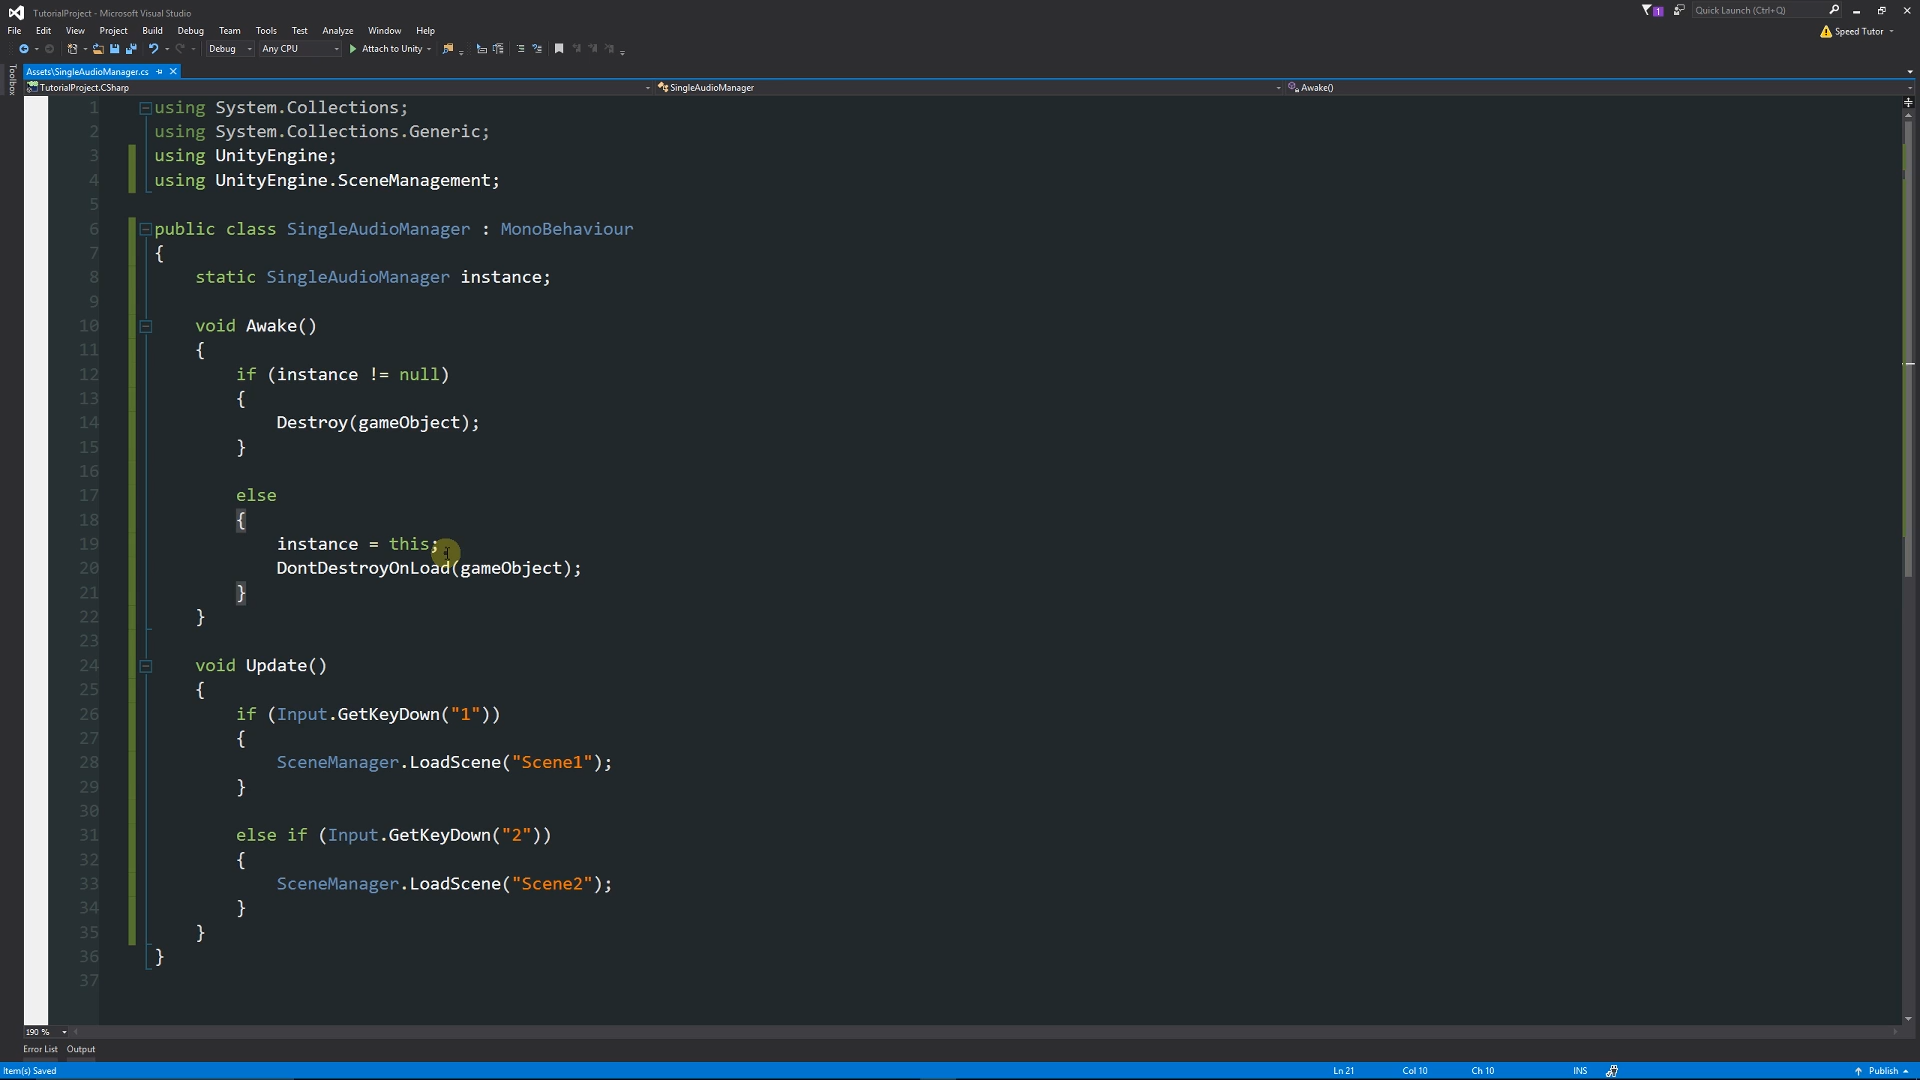 TutorialProject - Microsoft Visual Studio
1
Quick Launch (Ctrl+Q)
File Edit View Project Build Debug Team Tools Test Analyze Window Help
Speed Tutor
Debug Any CPU Attach to Unity
Toolbox
Assets\SingleAudioManager.cs
TutorialProject.CSharp SingleAudioManager Awake()
1 using System.Collections;
2 using System.Collections.Generic;
3 using UnityEngine;
4 using UnityEngine.SceneManagement;
5
6 public class SingleAudioManager : MonoBehaviour
7 {
8 static SingleAudioManager instance;
9
10 void Awake()
11 {
12 if (instance != null)
13 {
14 Destroy(gameObject);
15 }
16
17 else
18 {
19 instance = this;
20 DontDestroyOnLoad(gameObject);
21 }
22 }
23
24 void Update()
25 {
26 if (Input.GetKeyDown("1"))
27 {
28 SceneManager.LoadScene("Scene1");
29 }
30
31 else if (Input.GetKeyDown("2"))
32 {
33 SceneManager.LoadScene("Scene2");
34 }
35 }
36 }
37
190 %
Error List Output
Item(s) Saved Ln 21 Col 10 Ch 10 INS Publish